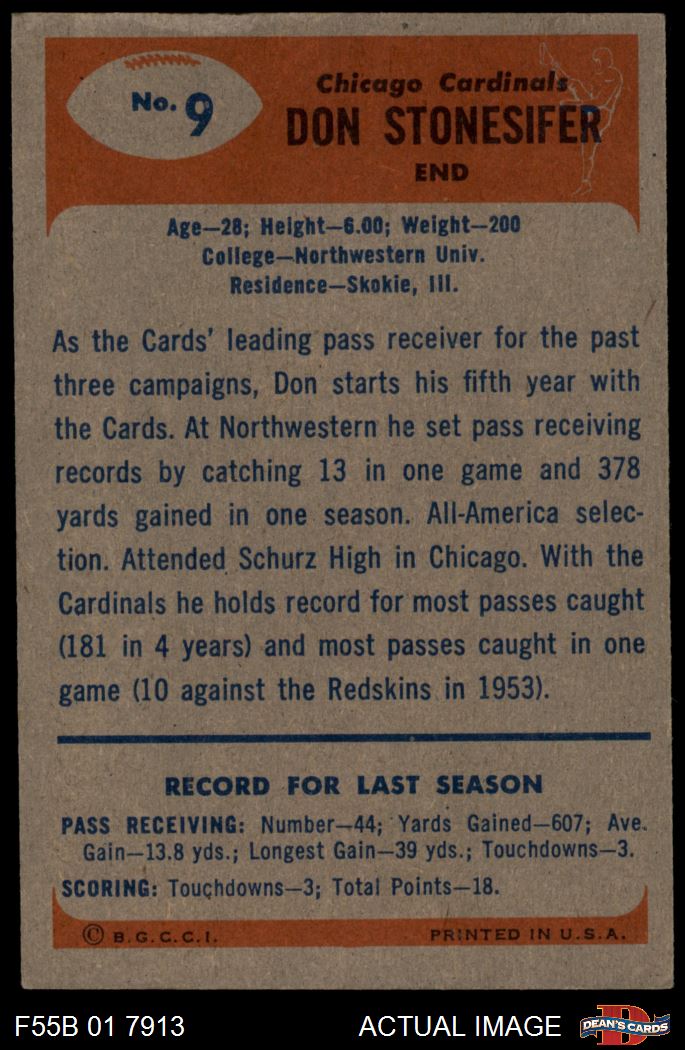 No. 9
Chicago Cardinals
DON STONESIFER
END
Age—28; Height—6.00; Weight—200
College—Northwestern Univ.
Residence—Skokie, Ill.
As the Cards' leading pass receiver for the past
three campaigns, Don starts his fifth year with
the Cards. At Northwestern he set pass receiving
records by catching 13 in one game and 378
yards gained in one season. All-America selec-
tion. Attended Schurz High in Chicago. With the
Cardinals he holds record for most passes caught
(181 in 4 years) and most passes caught in one
game (10 against the Redskins in 1953).
RECORD FOR LAST SEASON
PASS RECEIVING: Number—44; Yards Gained—607; Ave.
Gain—13.8 yds.; Longest Gain—39 yds.; Touchdowns—3.
SCORING: Touchdowns—3; Total Points—18.
© B.G.C.C.I.
PRINTED IN U.S.A.
F55B 01 7913
ACTUAL IMAGE
D
DEAN'S CARDS